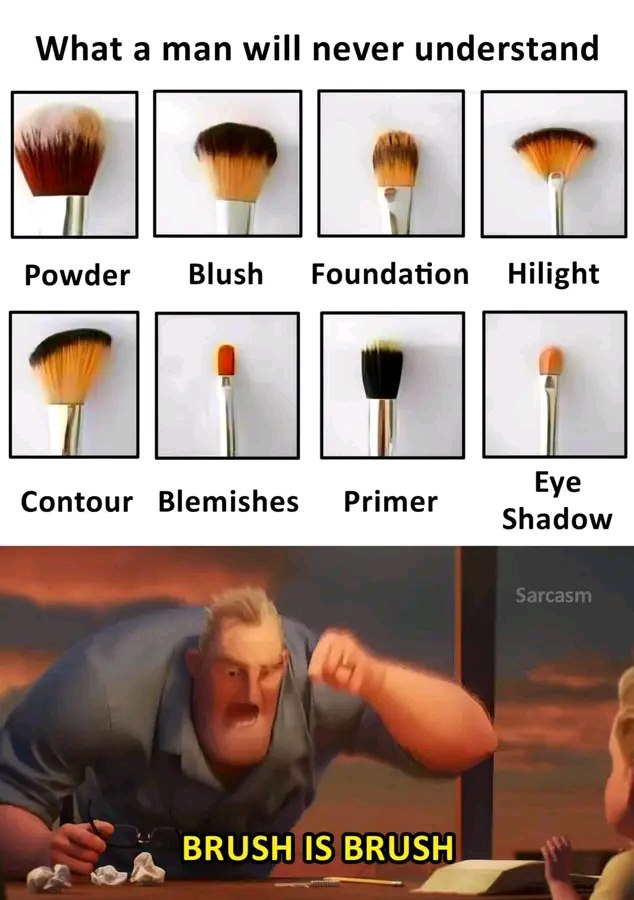 What a man will never understand
Powder Blush Foundation Hilight
Contour Blemishes Primer Eye Shadow
Sarcasm
BRUSH IS BRUSH